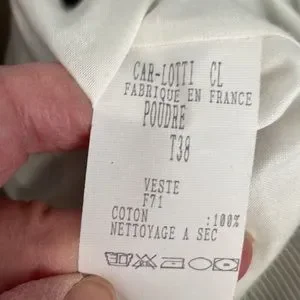 CAR-LOTTI CL
FABRIQUE EN FRANCE
POUDRE
T38
VESTE
F71
COTON :100%
NETTOYAGE A SEC